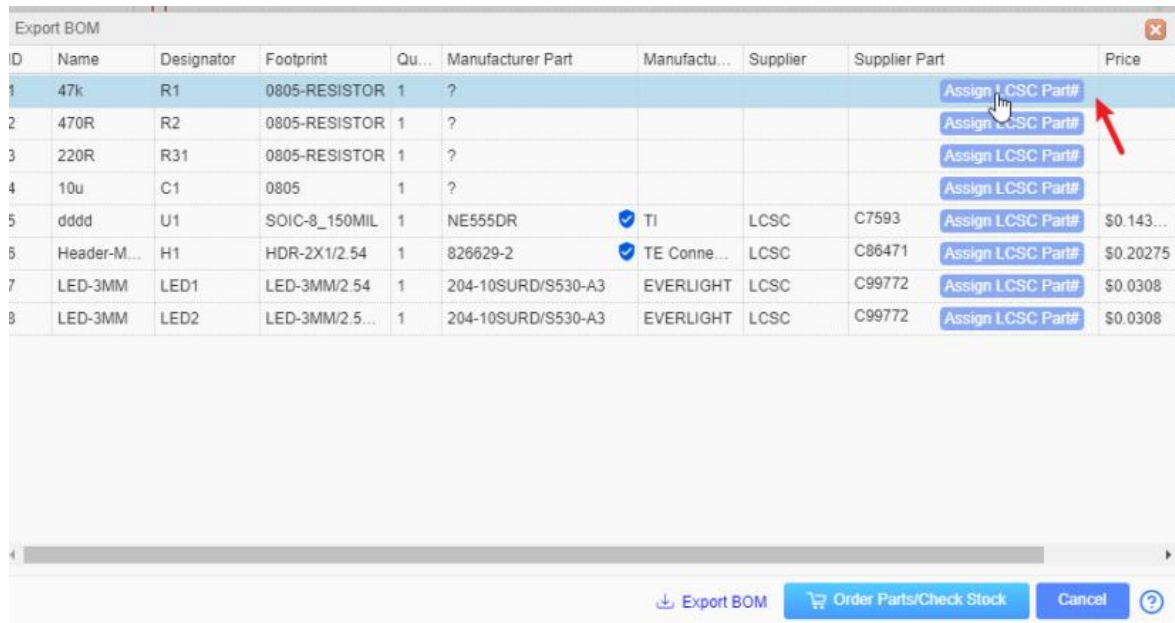 Export BOM
ID Name Designator Footprint Qu... Manufacturer Part Manufactu... Supplier Supplier Part Price
1 47k R1 0805-RESISTOR 1 ? Assign LCSC Part#
2 470R R2 0805-RESISTOR 1 ? Assign LCSC Part#
3 220R R31 0805-RESISTOR 1 ? Assign LCSC Part#
4 10u C1 0805 1 ? Assign LCSC Part#
5 dddd U1 SOIC-8_150MIL 1 NE555DR TI LCSC C7593 Assign LCSC Part# $0.143...
6 Header-M... H1 HDR-2X1/2.54 1 826629-2 TE Conne... LCSC C86471 Assign LCSC Part# $0.20275
7 LED-3MM LED1 LED-3MM/2.54 1 204-10SURD/S530-A3 EVERLIGHT LCSC C99772 Assign LCSC Part# $0.0308
8 LED-3MM LED2 LED-3MM/2.5... 1 204-10SURD/S530-A3 EVERLIGHT LCSC C99772 Assign LCSC Part# $0.0308
Export BOM Order Parts/Check Stock Cancel ?